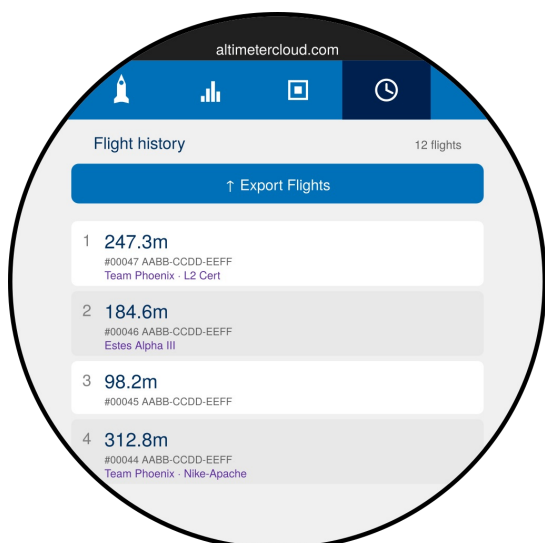 altimetercloud.com
Flight history
12 flights
↑ Export Flights
1
247.3m
#00047 AABB-CCDD-EEFF
Team Phoenix · L2 Cert
2
184.6m
#00046 AABB-CCDD-EEFF
Estes Alpha III
3
98.2m
#00045 AABB-CCDD-EEFF
4
312.8m
#00044 AABB-CCDD-EEFF
Team Phoenix · Nike-Apache